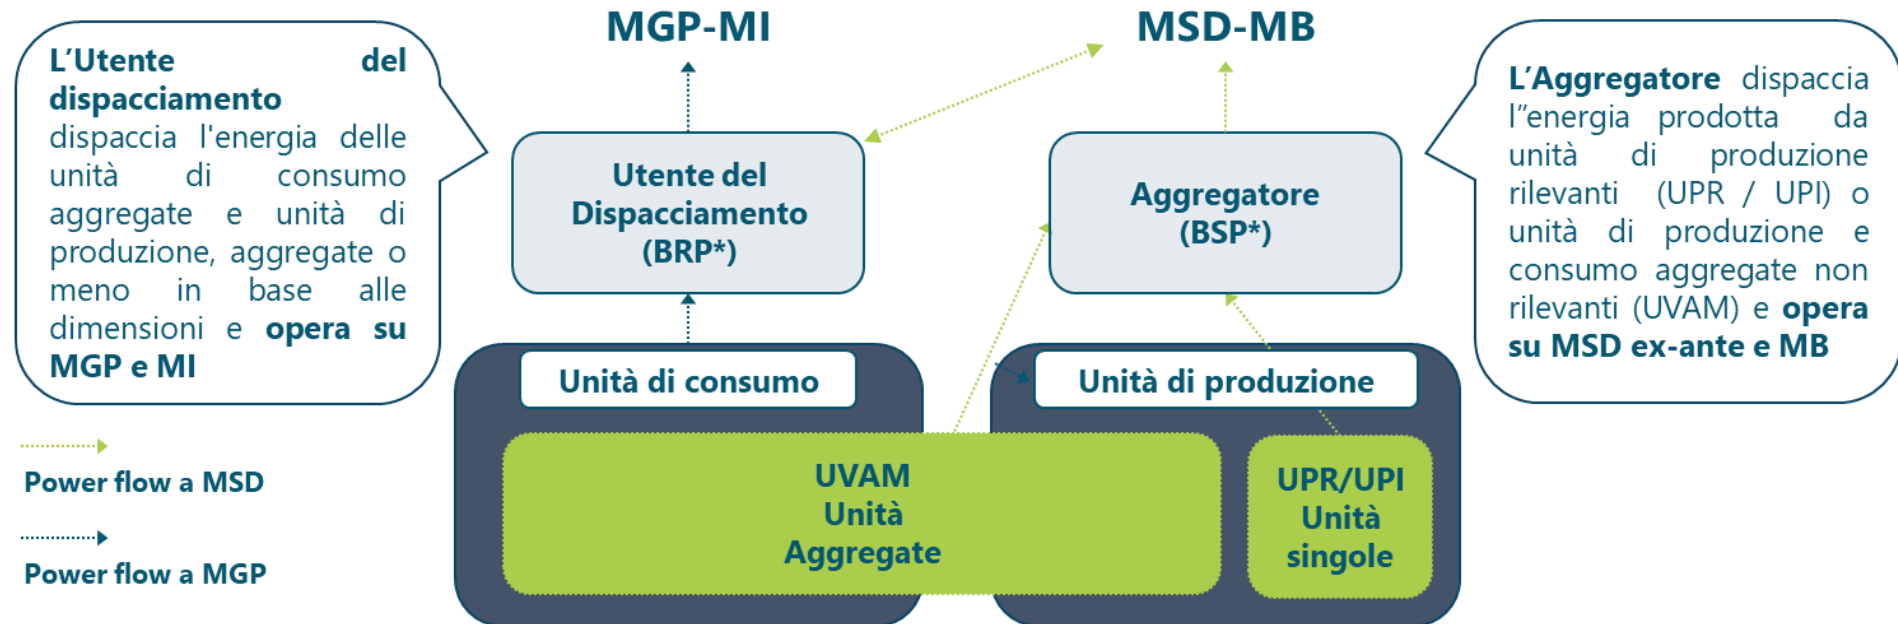 MGP-MI
MSD-MB
L'Utente del
dispacciamento
dispaccia l'energia delle
unità di consumo
aggregate e unità di
produzione, aggregate o
meno in base alle
dimensioni e opera su
MGP e MI
Utente del
Dispacciamento
(BRP*)
Aggregatore
(BSP*)
L'Aggregatore dispaccia
l''energia prodotta da
unità di produzione
rilevanti (UPR / UPI) o
unità di produzione e
consumo aggregate non
rilevanti (UVAM) e opera
su MSD ex-ante e MB
Unità di consumo
Unità di produzione
UVAM
Unità
Aggregate
UPR/UPI
Unità
singole
Power flow a MSD
Power flow a MGP